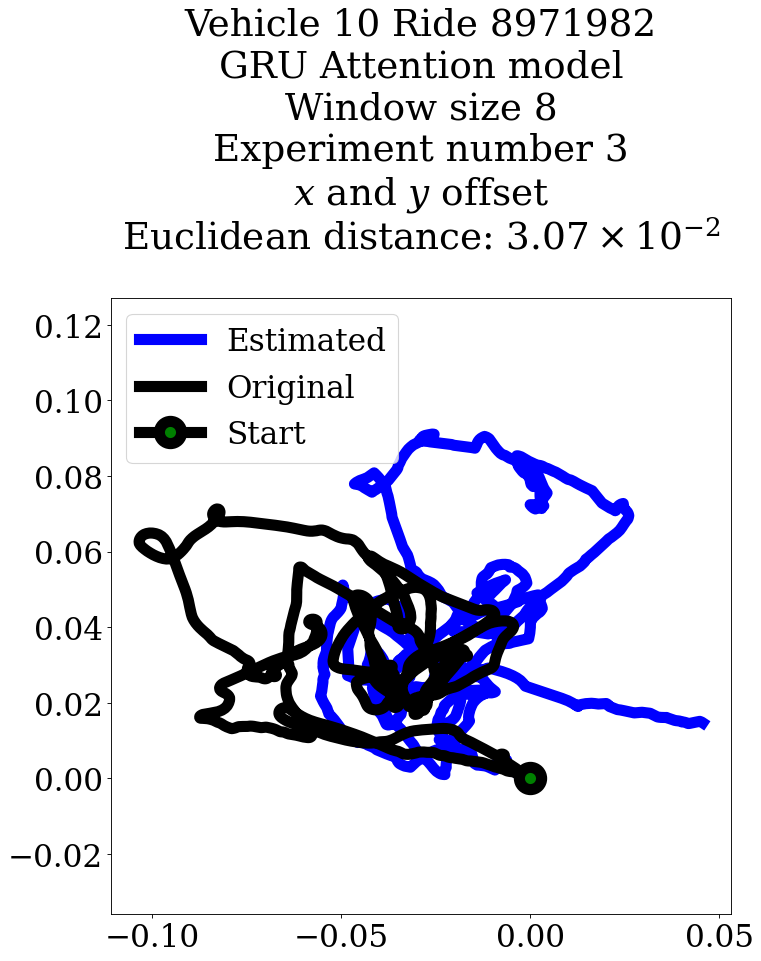 Vehicle 10 Ride 8971982
GRU Attention model
Window size 8
Experiment number 3
x and y offset
Euclidean distance: 3.07 × 10⁻²
Estimated
Original
Start
0.12
0.10
0.08
0.06
0.04
0.02
0.00
−0.02
−0.10
−0.05
0.00
0.05